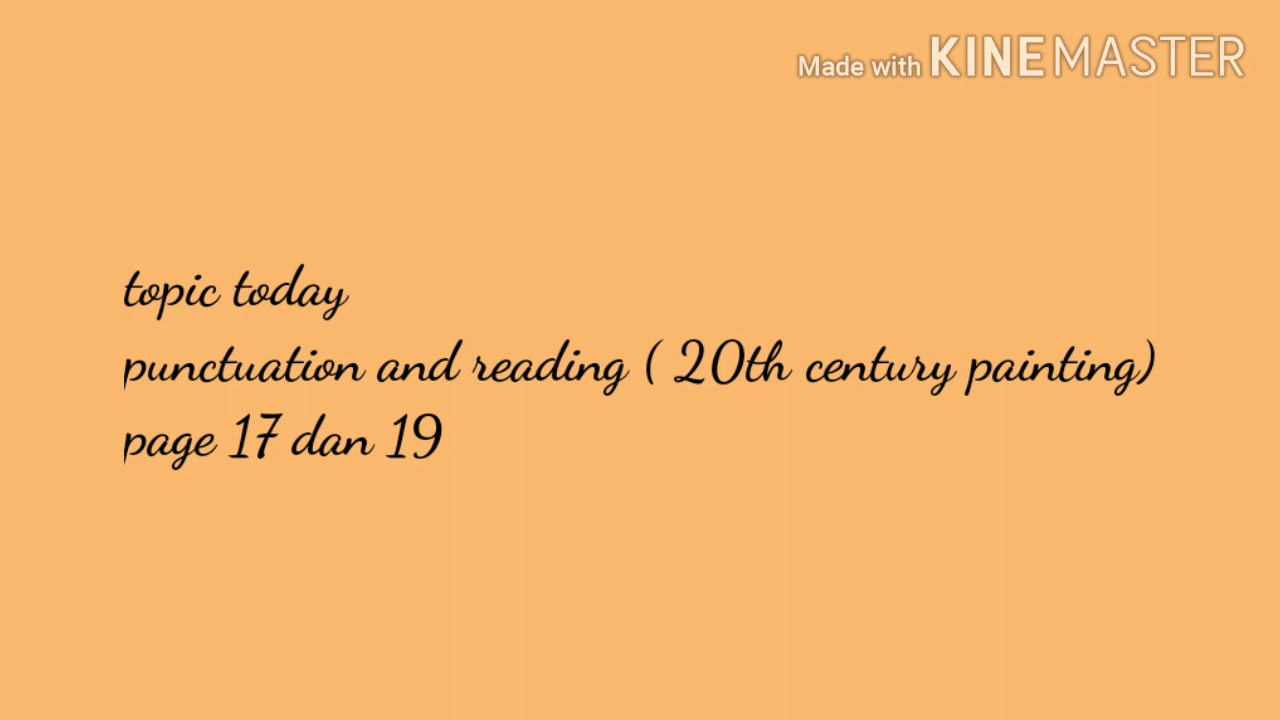 Made with KINEMASTER
topic today
punctuation and reading ( 20th century painting)
page 17 dan 19